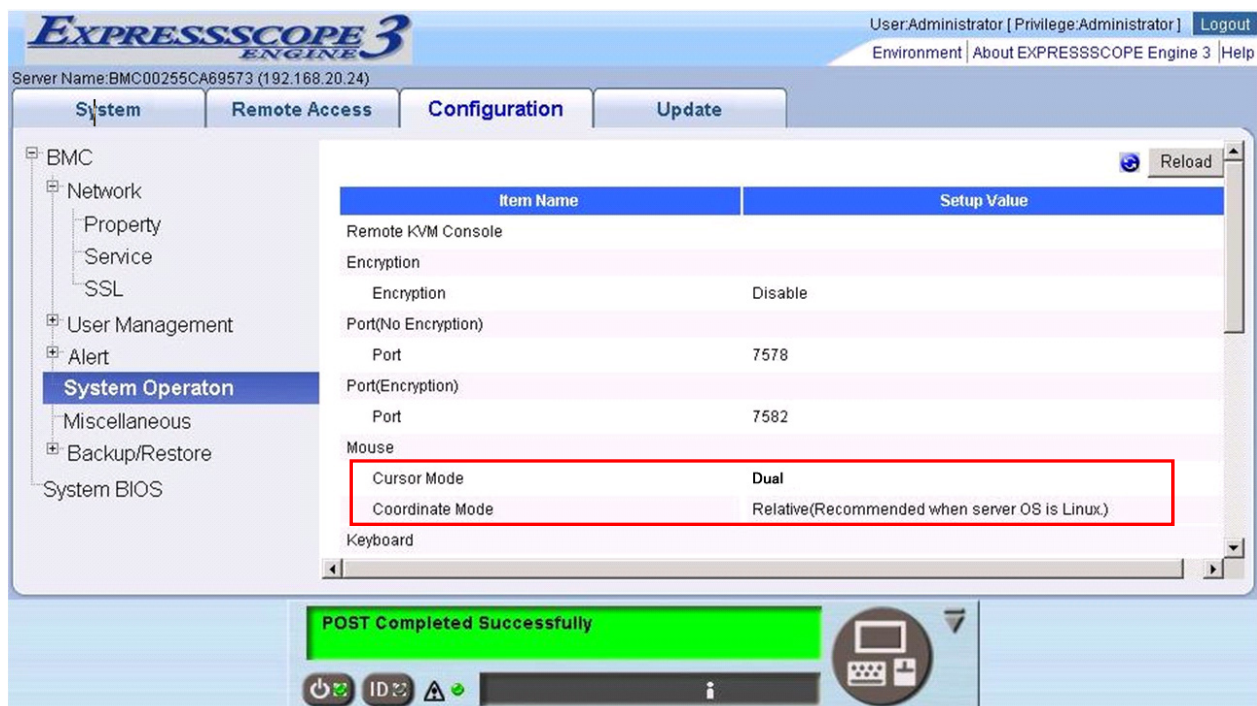 EXPRESSSCOPE 3
ENGINE
User:Administrator [ Privilege:Administrator ] Logout
Environment | About EXPRESSSCOPE Engine 3 | Help
Server Name:BMC00255CA69573 (192.168.20.24)
System Remote Access Configuration Update
BMC
Network
Property
Service
SSL
User Management
Alert
System Operaton
Miscellaneous
Backup/Restore
System BIOS
Reload
Item Name Setup Value
Remote KVM Console
Encryption
Encryption Disable
Port(No Encryption)
Port 7578
Port(Encryption)
Port 7582
Mouse
Cursor Mode Dual
Coordinate Mode Relative(Recommended when server OS is Linux.)
Keyboard
POST Completed Successfully
ID